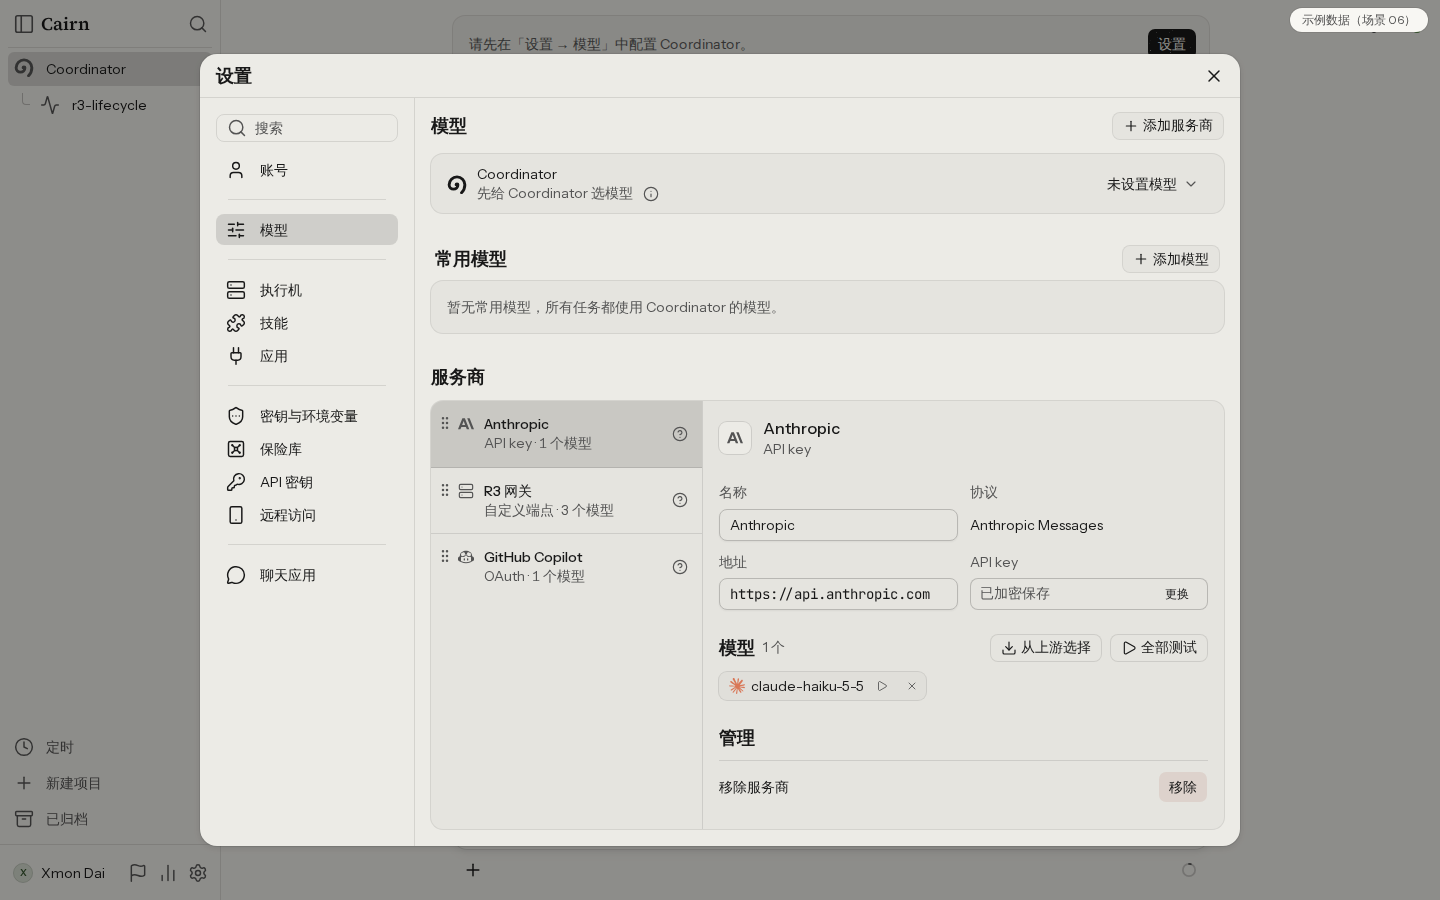 Cairn
Coordinator
r3-lifecycle
定时
新建项目
已归档
X
Xmon Dai
请先在「设置 → 模型」中配置 Coordinator。
设置
示例数据（场景 06）
设置
搜索
账号
模型
执行机
技能
应用
密钥与环境变量
保险库
API 密钥
远程访问
聊天应用
模型
添加服务商
Coordinator
先给 Coordinator 选模型
未设置模型
常用模型
添加模型
暂无常用模型，所有任务都使用 Coordinator 的模型。
服务商
Anthropic
API key · 1 个模型
R3 网关
自定义端点 · 3 个模型
GitHub Copilot
OAuth · 1 个模型
Anthropic
API key
名称
协议
Anthropic
Anthropic Messages
地址
API key
https://api.anthropic.com
已加密保存
更换
模型 1 个
从上游选择
全部测试
claude-haiku-5-5
管理
移除服务商
移除